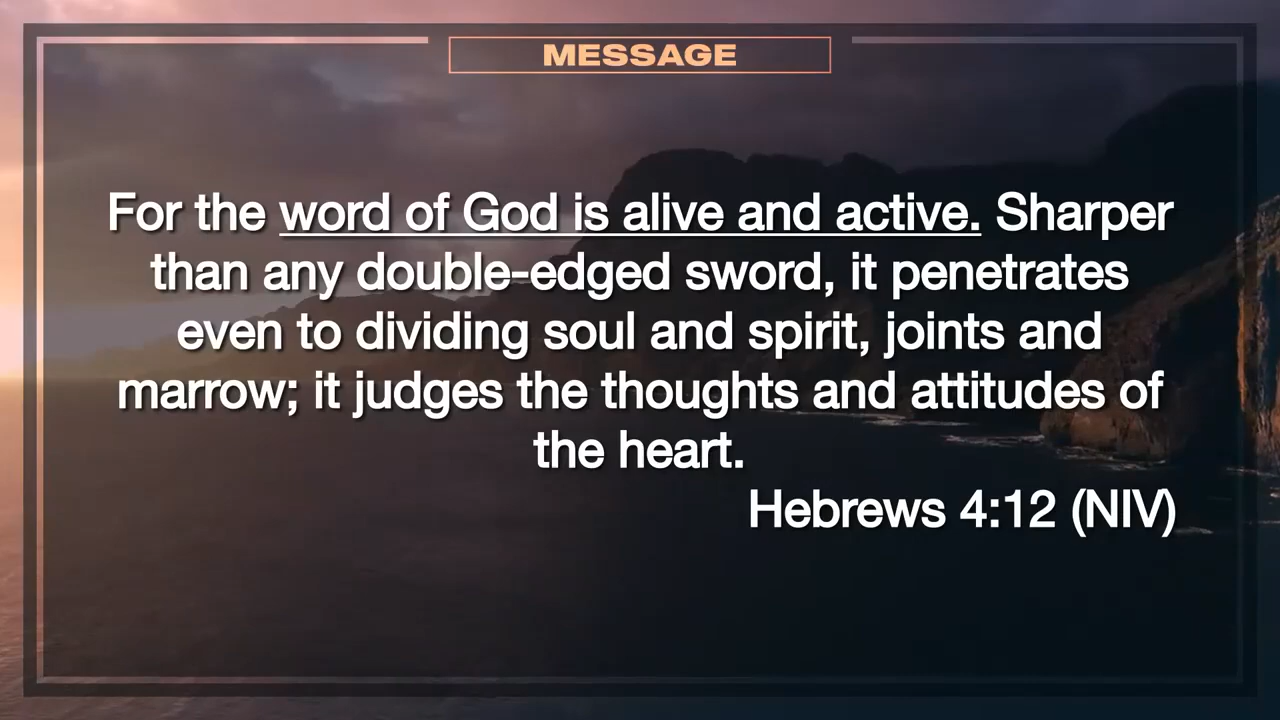 MESSAGE
For the word of God is alive and active. Sharper
than any double-edged sword, it penetrates
even to dividing soul and spirit, joints and
marrow; it judges the thoughts and attitudes of
the heart.
Hebrews 4:12 (NIV)